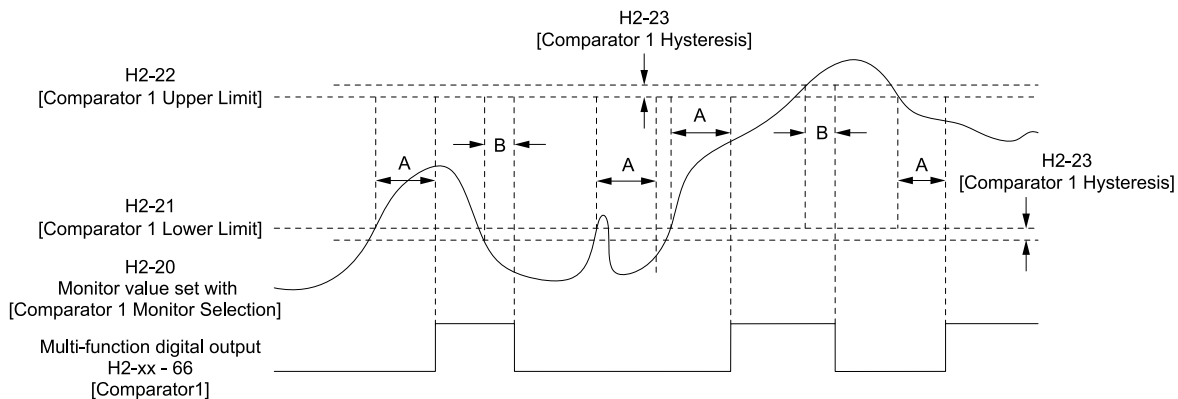 H2-23
[Comparator 1 Hysteresis]
H2-22
[Comparator 1 Upper Limit]
A
B
A
A
B
A
H2-23
[Comparator 1 Hysteresis]
H2-21
[Comparator 1 Lower Limit]
H2-20
Monitor value set with
[Comparator 1 Monitor Selection]
Multi-function digital output
H2-xx - 66
[Comparator1]